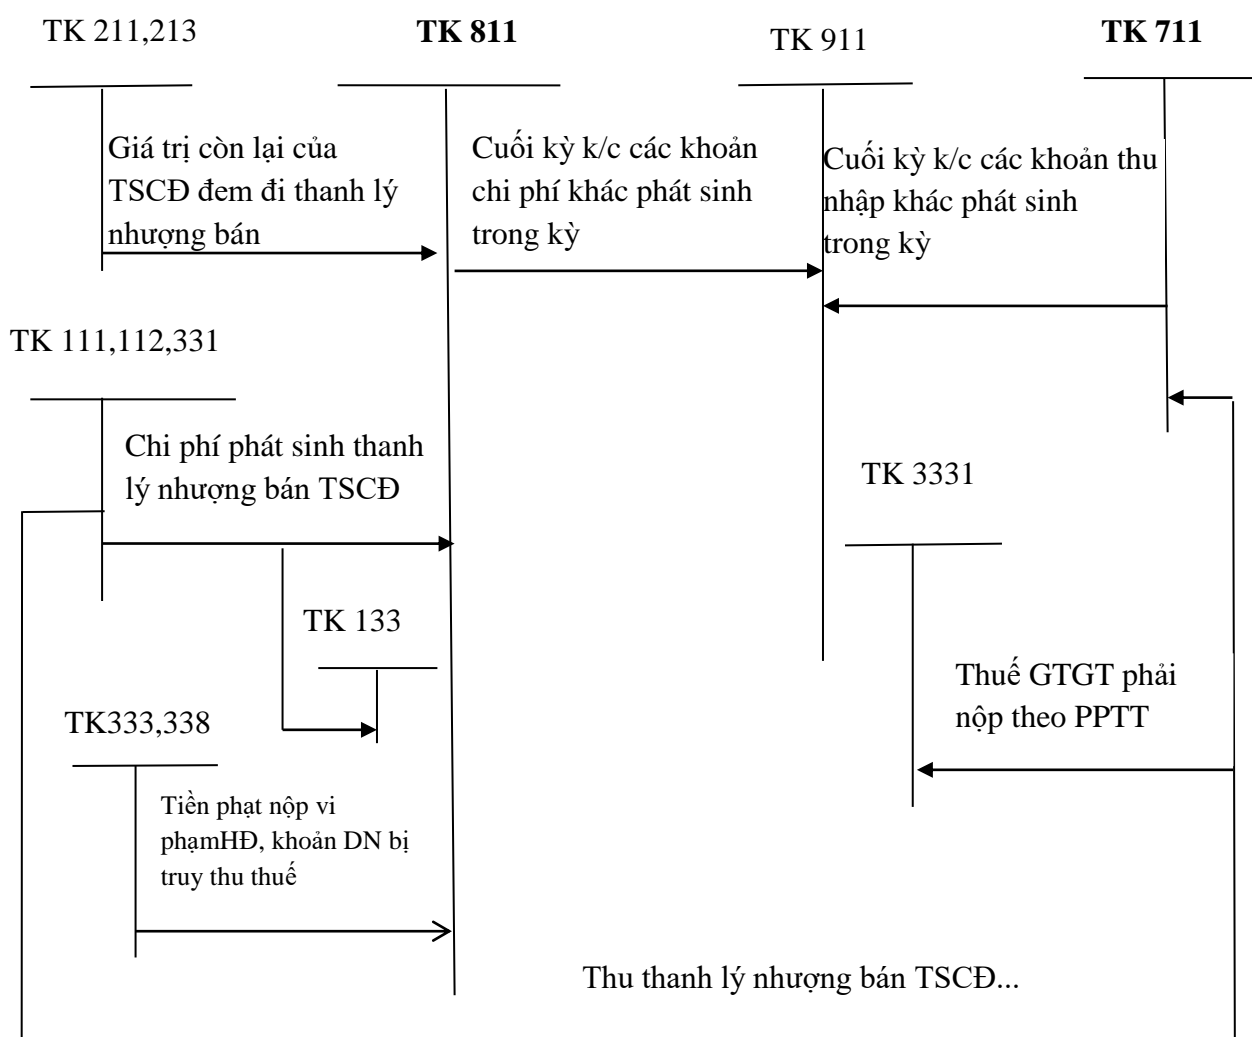 TK 211,213
TK 811
TK 911
TK 711
Giá trị còn lại của
TSCĐ đem đi thanh lý
nhượng bán
Cuối kỳ k/c các khoản
chi phí khác phát sinh
trong kỳ
Cuối kỳ k/c các khoản thu
nhập khác phát sinh
trong kỳ
TK 111,112,331
Chi phí phát sinh thanh
lý nhượng bán TSCĐ
TK 3331
TK 133
Thuế GTGT phải
nộp theo PPTT
TK333,338
Tiền phạt nộp vi
phạmHĐ, khoản DN bị
truy thu thuế
Thu thanh lý nhượng bán TSCĐ...